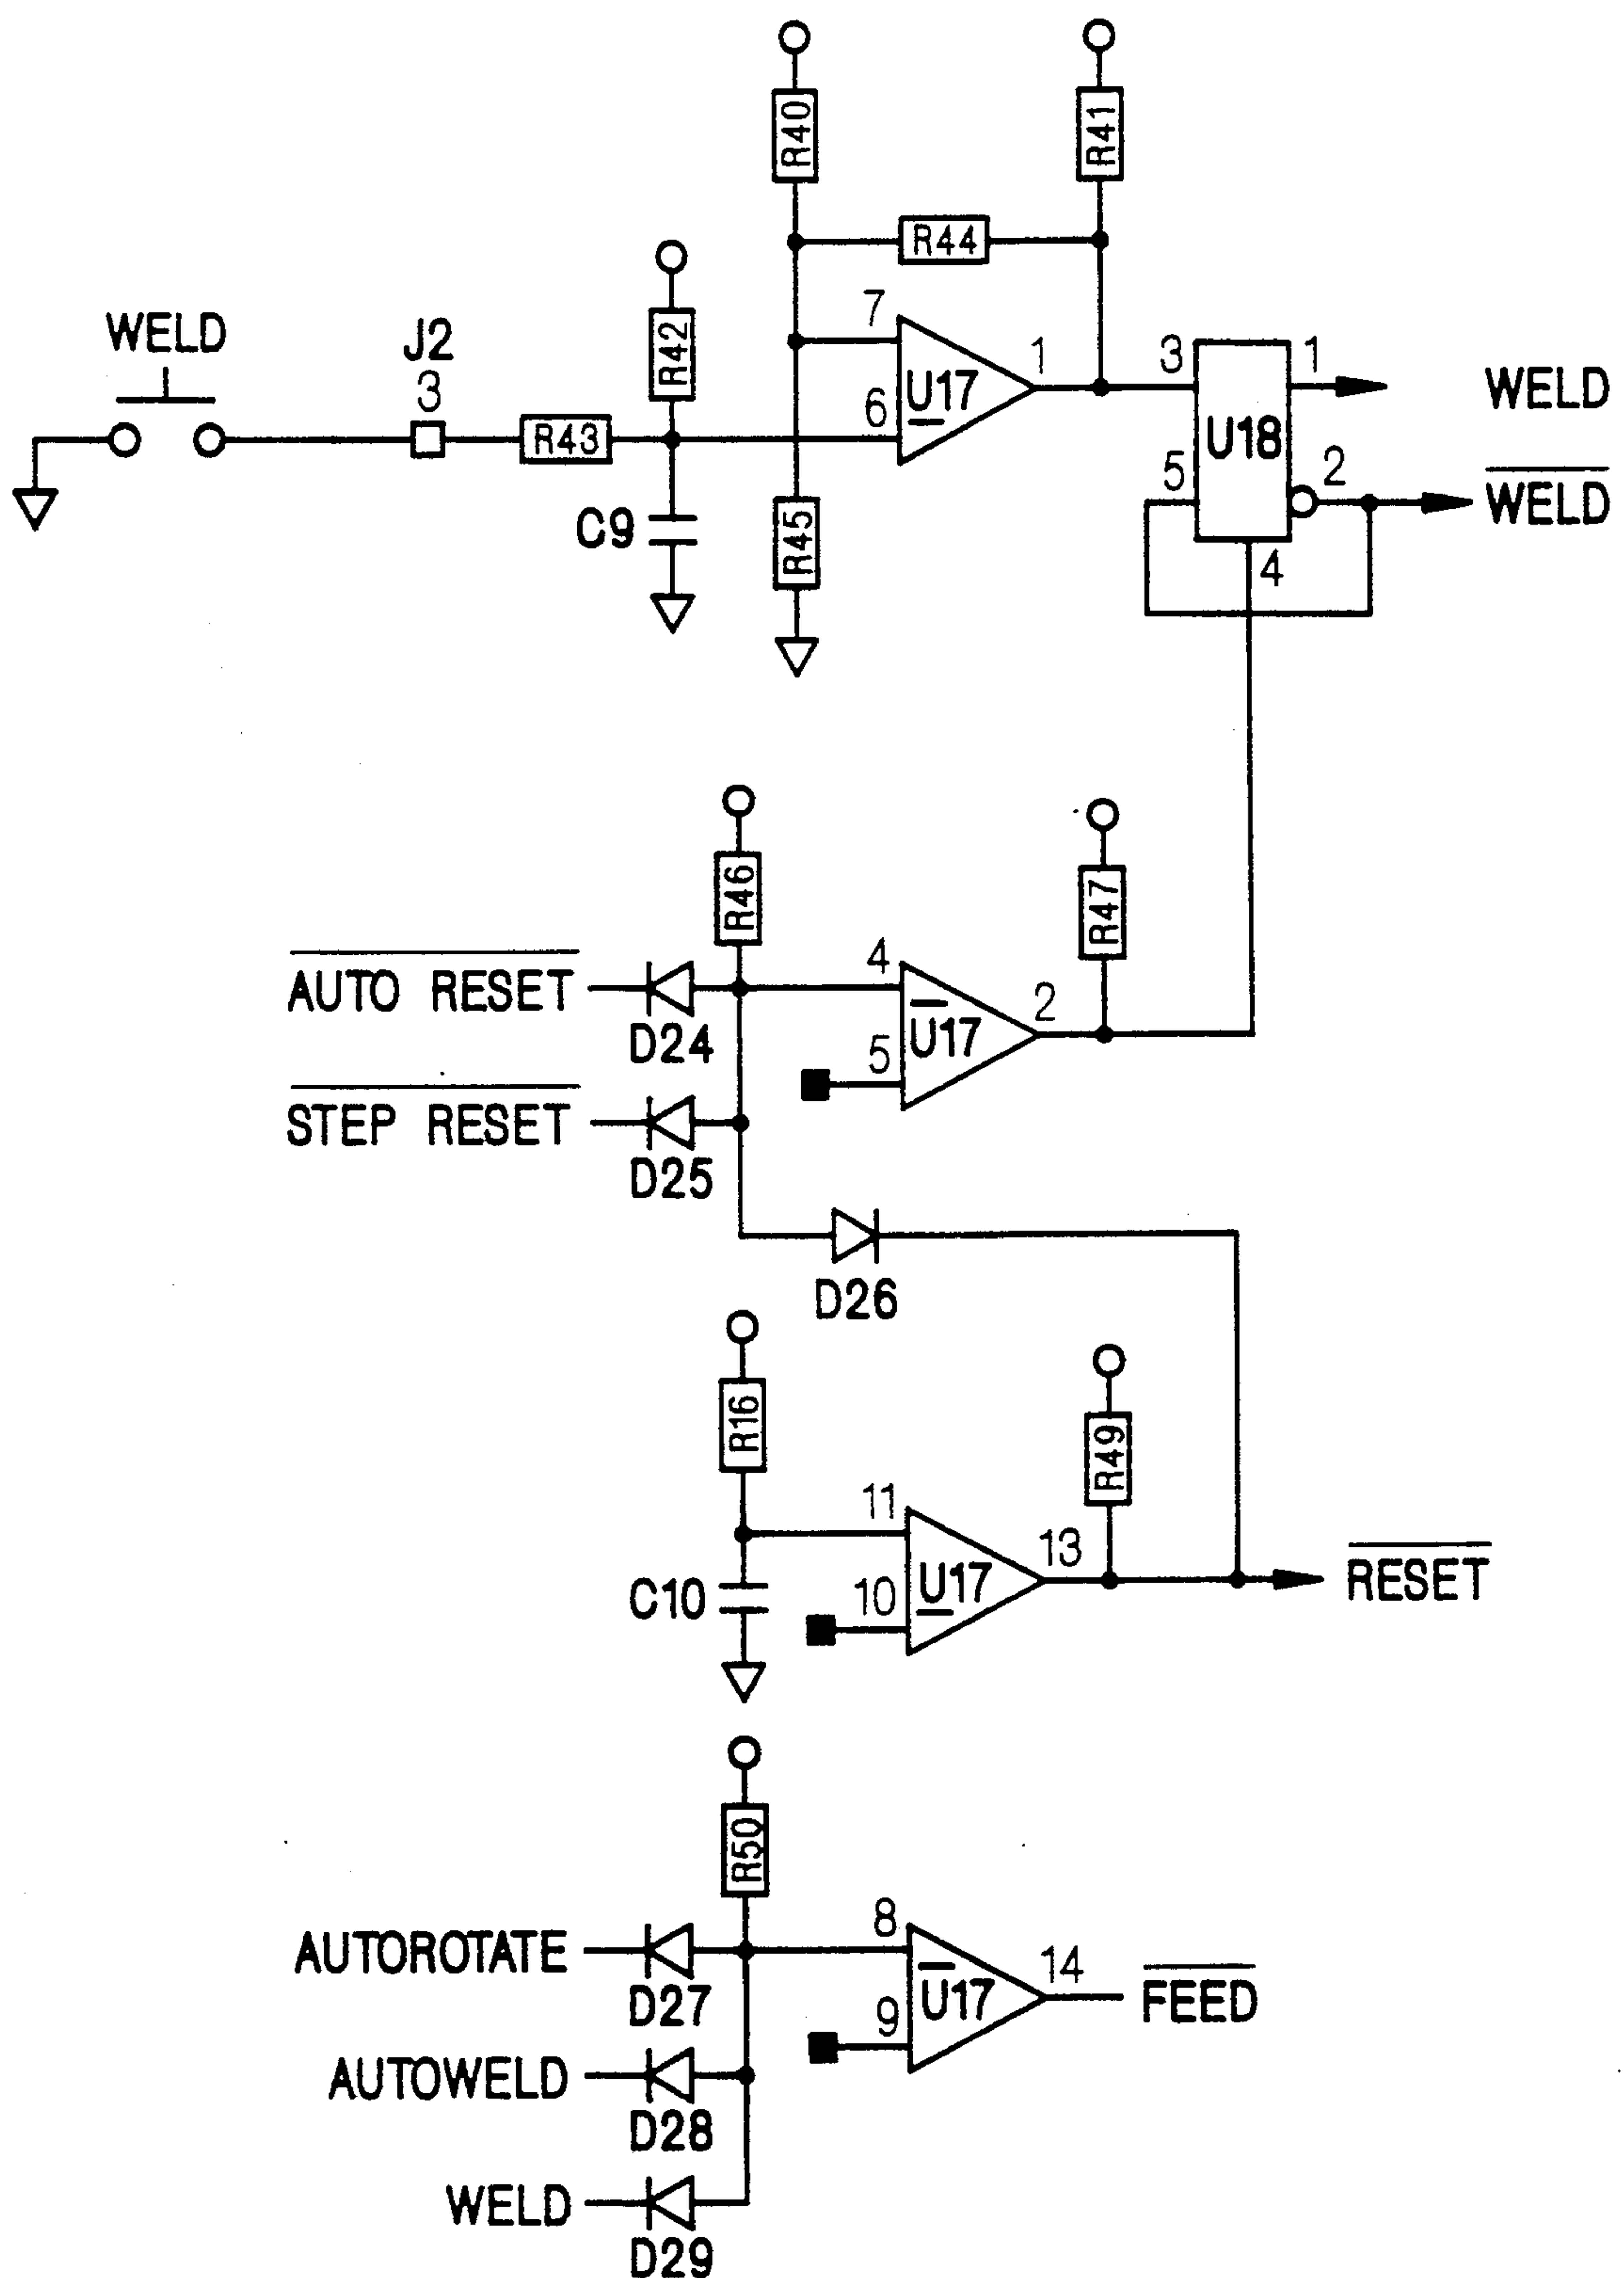 R40
R41
R44
R42
WELD
J2
3
7
6
U17
1
3
1
WELD
R43
U18
5
2
WELD
C9
R45
4
R46
R47
AUTO RESET
D24
4
5
U17
2
STEP RESET
D25
D26
R16
R49
11
10
U17
13
RESET
C10
R50
AUTOROTATE
D27
8
9
U17
14
FEED
AUTOWELD
D28
WELD
D29